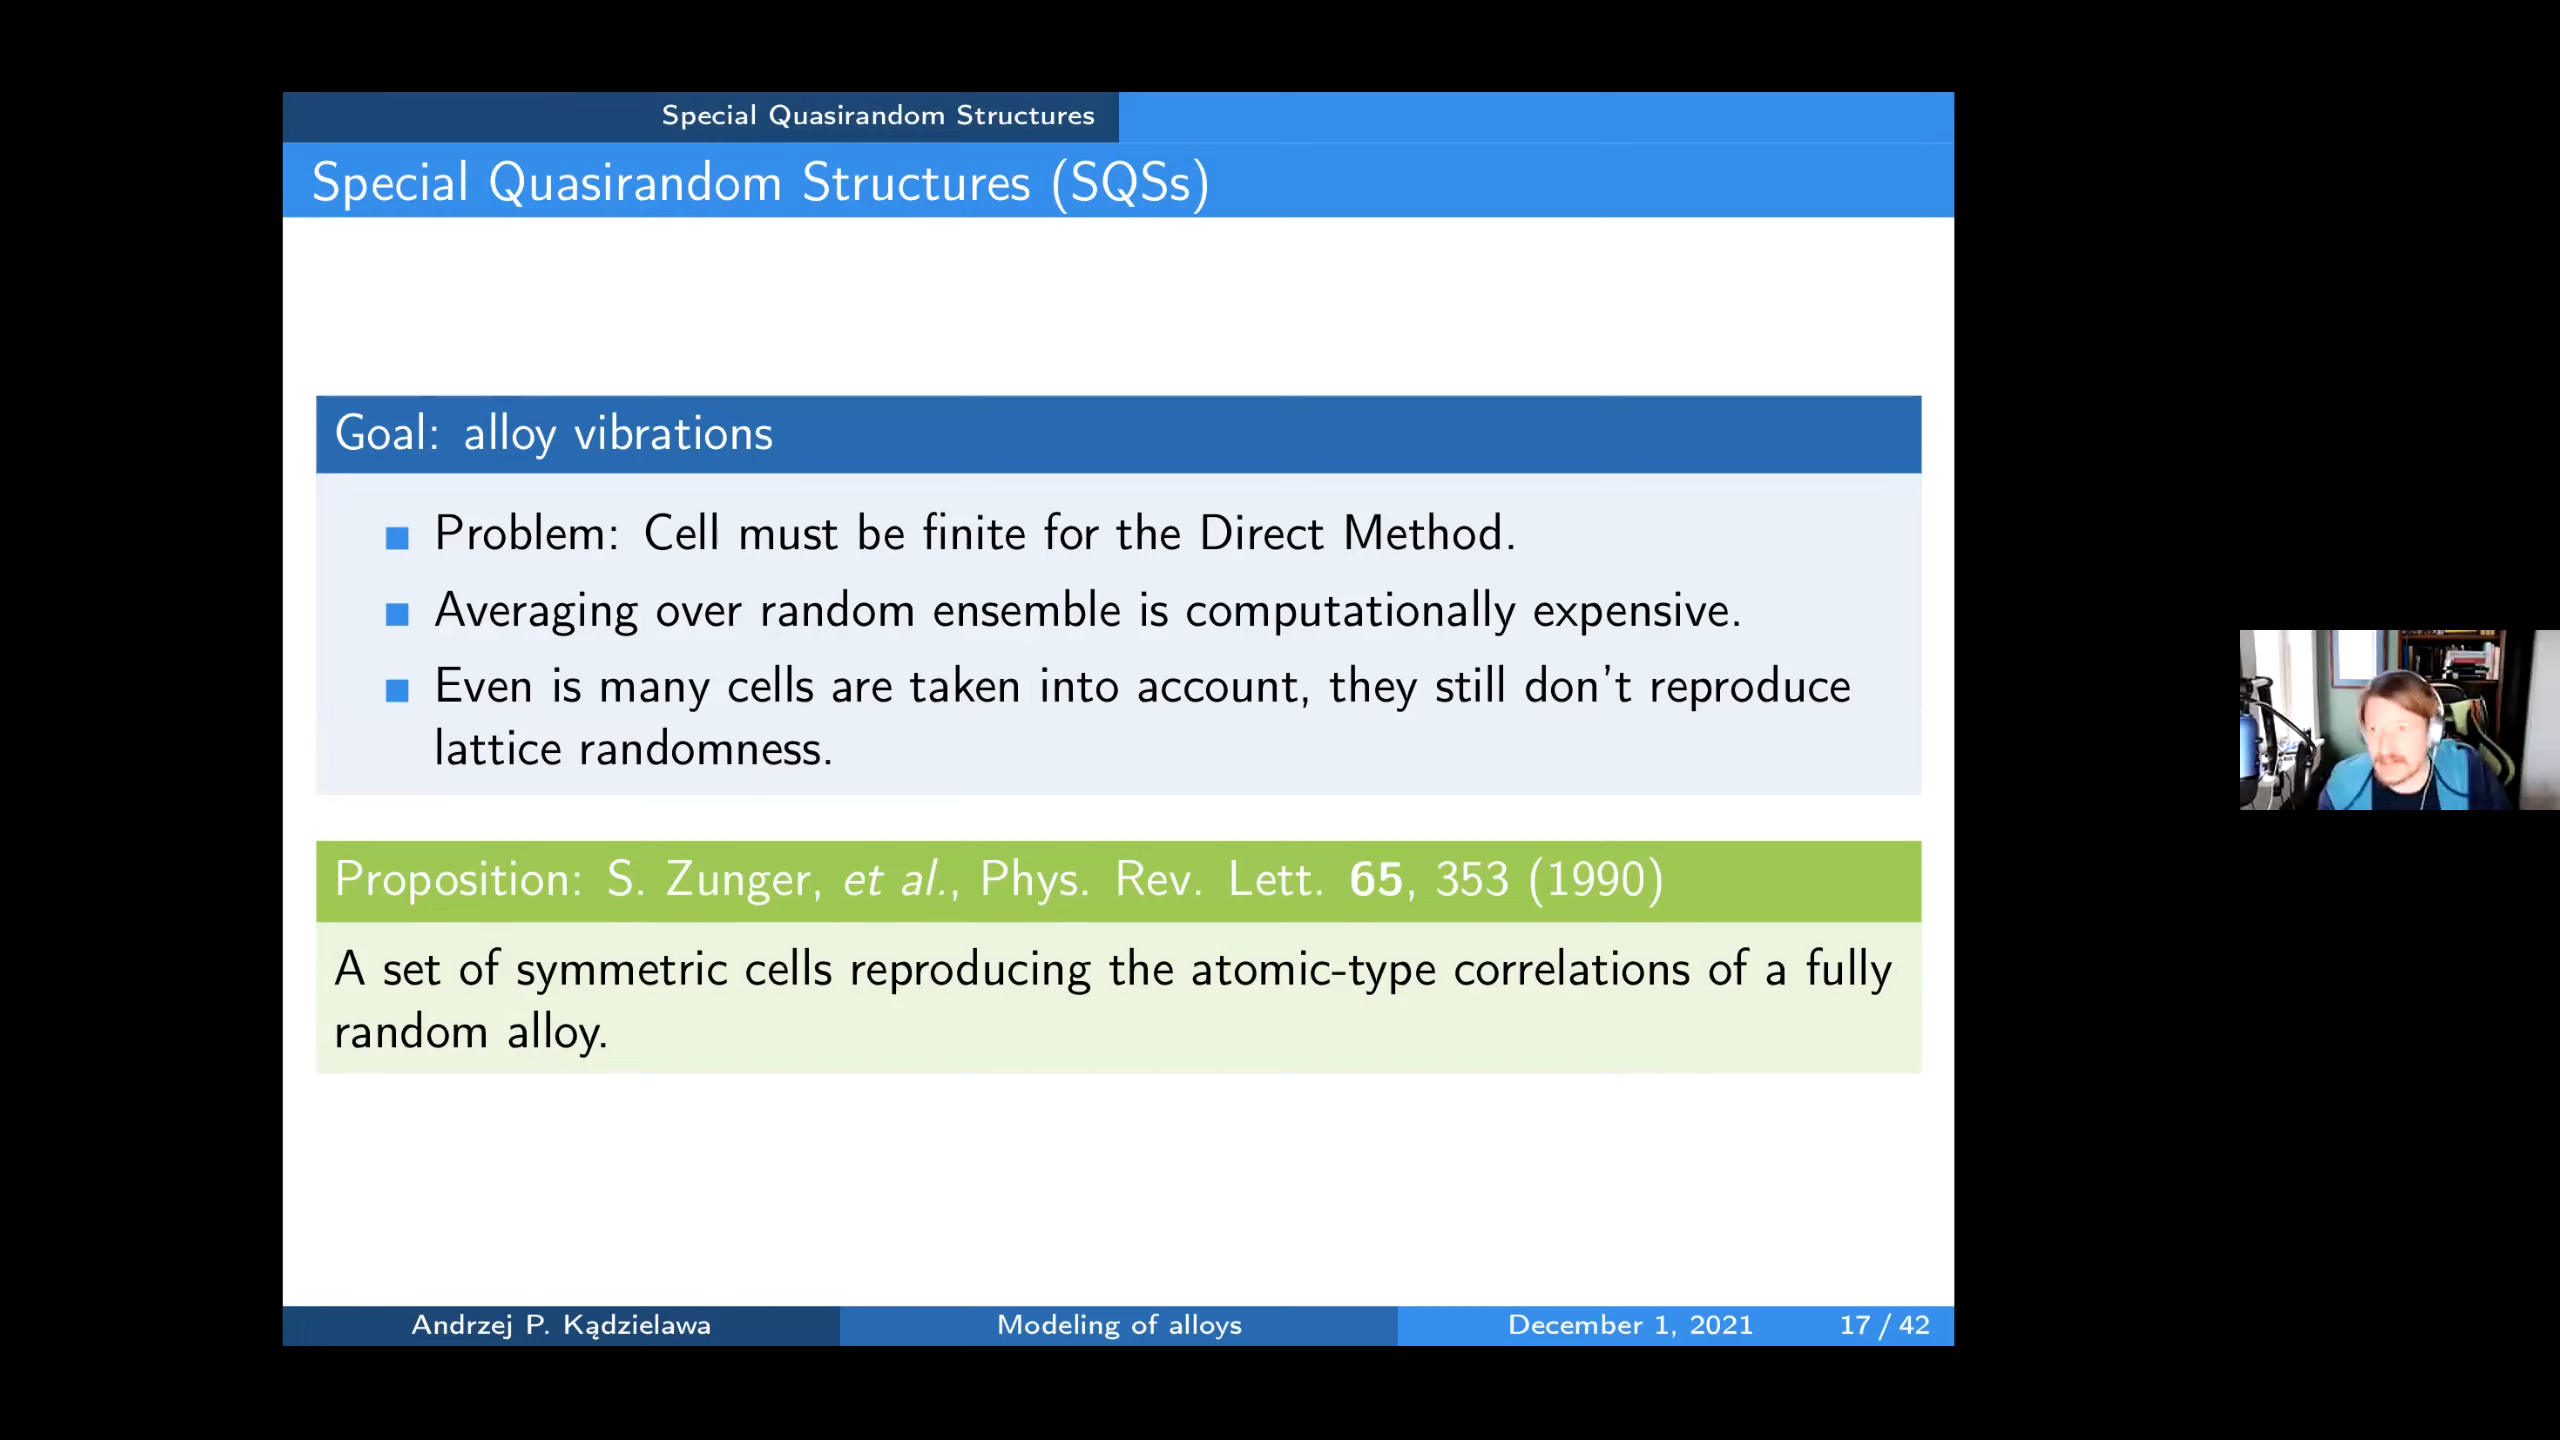 Special Quasirandom Structures
Special Quasirandom Structures (SQSs)
Goal: alloy vibrations
Problem: Cell must be finite for the Direct Method.
Averaging over random ensemble is computationally expensive.
Even is many cells are taken into account, they still don't reproduce
lattice randomness.
Proposition: S. Zunger, et al., Phys. Rev. Lett. 65, 353 (1990)
A set of symmetric cells reproducing the atomic-type correlations of a fully
random alloy.
Andrzej P. Kądzielawa
Modeling of alloys
December 1, 2021
17 / 42